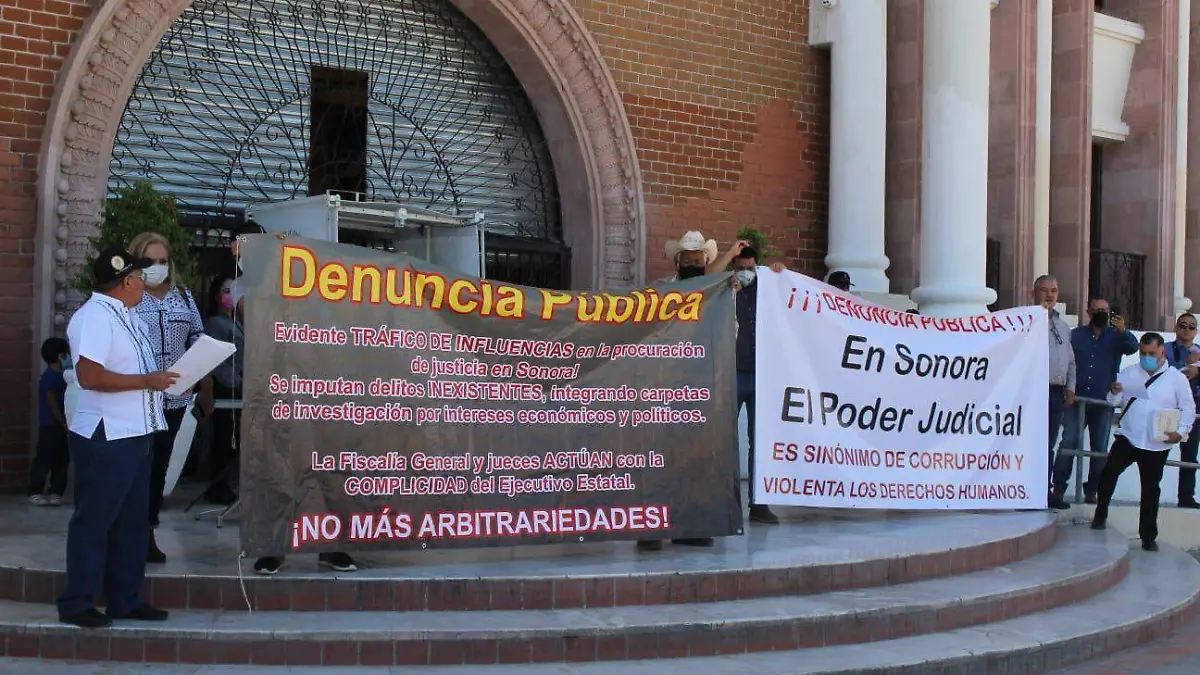 Denuncia Pública
Evidente TRÁFICO DE INFLUENCIAS en la procuración
de justicia en Sonora!
Se imputan delitos INEXISTENTES, integrando carpetas
de investigación por intereses económicos y políticos.
La Fiscalía General y jueces ACTÚAN con la
COMPLICIDAD del Ejecutivo Estatal.
¡NO MÁS ARBITRARIEDADES!
¡¡¡DENUNCIA PÚBLICA!!!
En Sonora
El Poder Judicial
ES SINÓNIMO DE CORRUPCIÓN Y
VIOLENTA LOS DERECHOS HUMANOS.